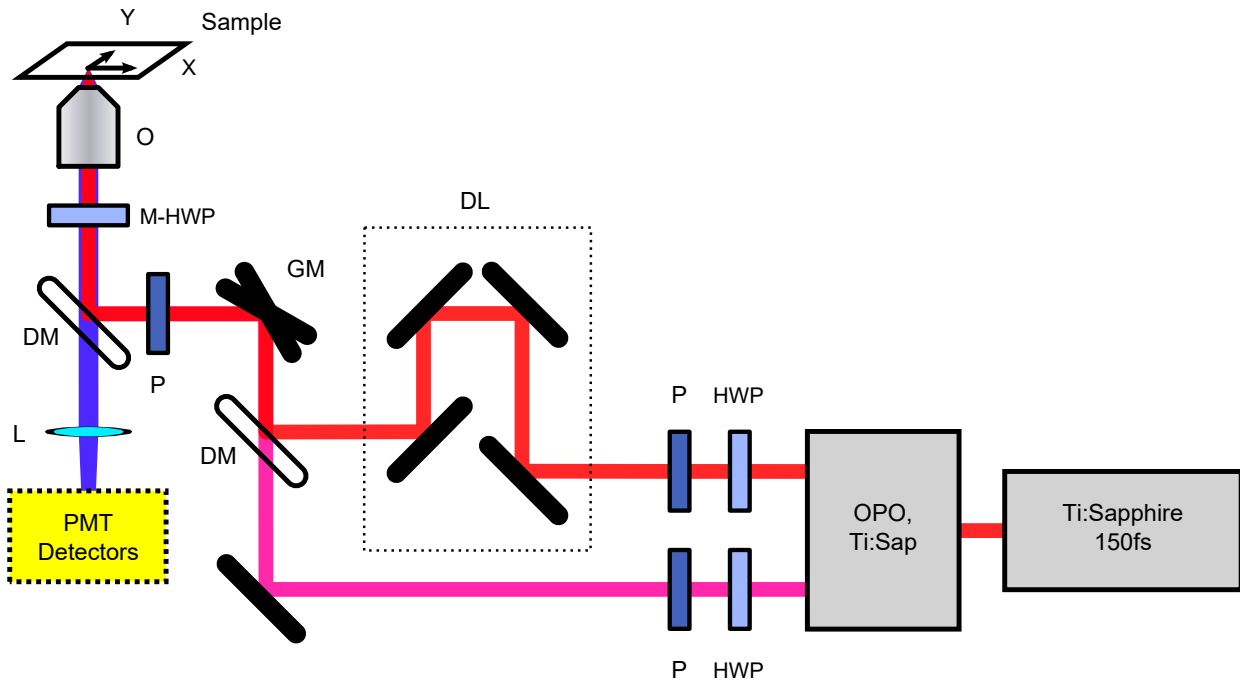 Y
Sample
X
O
M-HWP
DL
GM
DM
P
P
HWP
L
DM
OPO,
Ti:Sap
Ti:Sapphire
150fs
PMT
Detectors
P
HWP